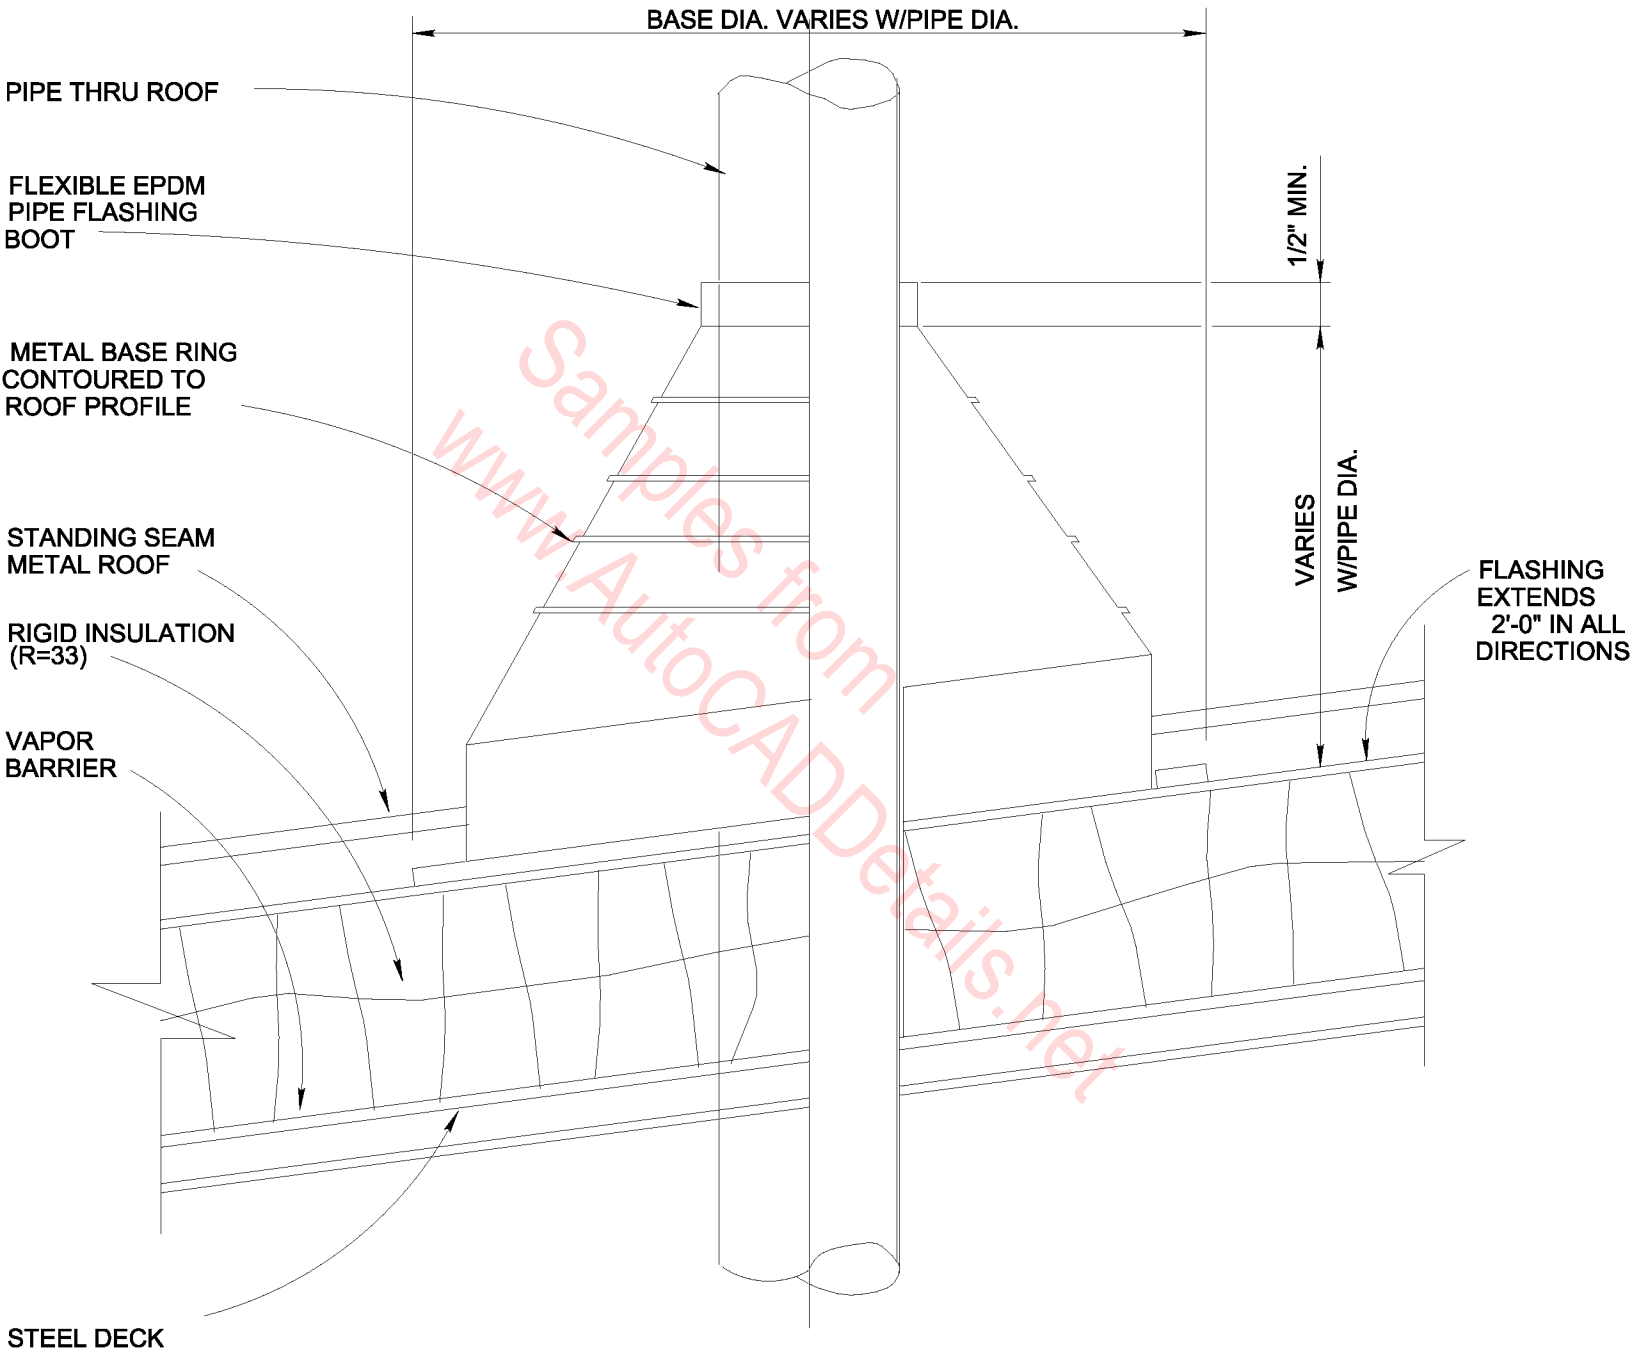 BASE DIA. VARIES W/PIPE DIA.
PIPE THRU ROOF
FLEXIBLE EPDM
PIPE FLASHING
BOOT
1/2" MIN.
METAL BASE RING
CONTOURED TO
ROOF PROFILE
VARIES
W/PIPE DIA.
STANDING SEAM
METAL ROOF
FLASHING
EXTENDS
2'-0" IN ALL
DIRECTIONS
RIGID INSULATION
(R=33)
VAPOR
BARRIER
STEEL DECK
Samples from
www.AutoCADDetails.net